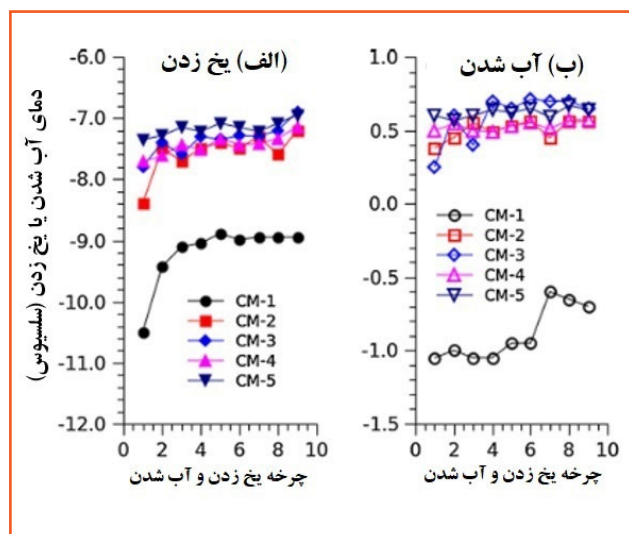 (الف) یخ زدن
دمای آب شدن یا یخ زدن (سلسیوس)
-6.0
-7.0
-8.0
-9.0
-10.0
-11.0
-12.0
CM-1
CM-2
CM-3
CM-4
CM-5
0 2 4 6 8 10
چرخه یخ زدن و آب شدن
(ب) آب شدن
1.0
0.5
0.0
-0.5
-1.0
-1.5
CM-1
CM-2
CM-3
CM-4
CM-5
0 2 4 6 8 10
چرخه یخ زدن و آب شدن